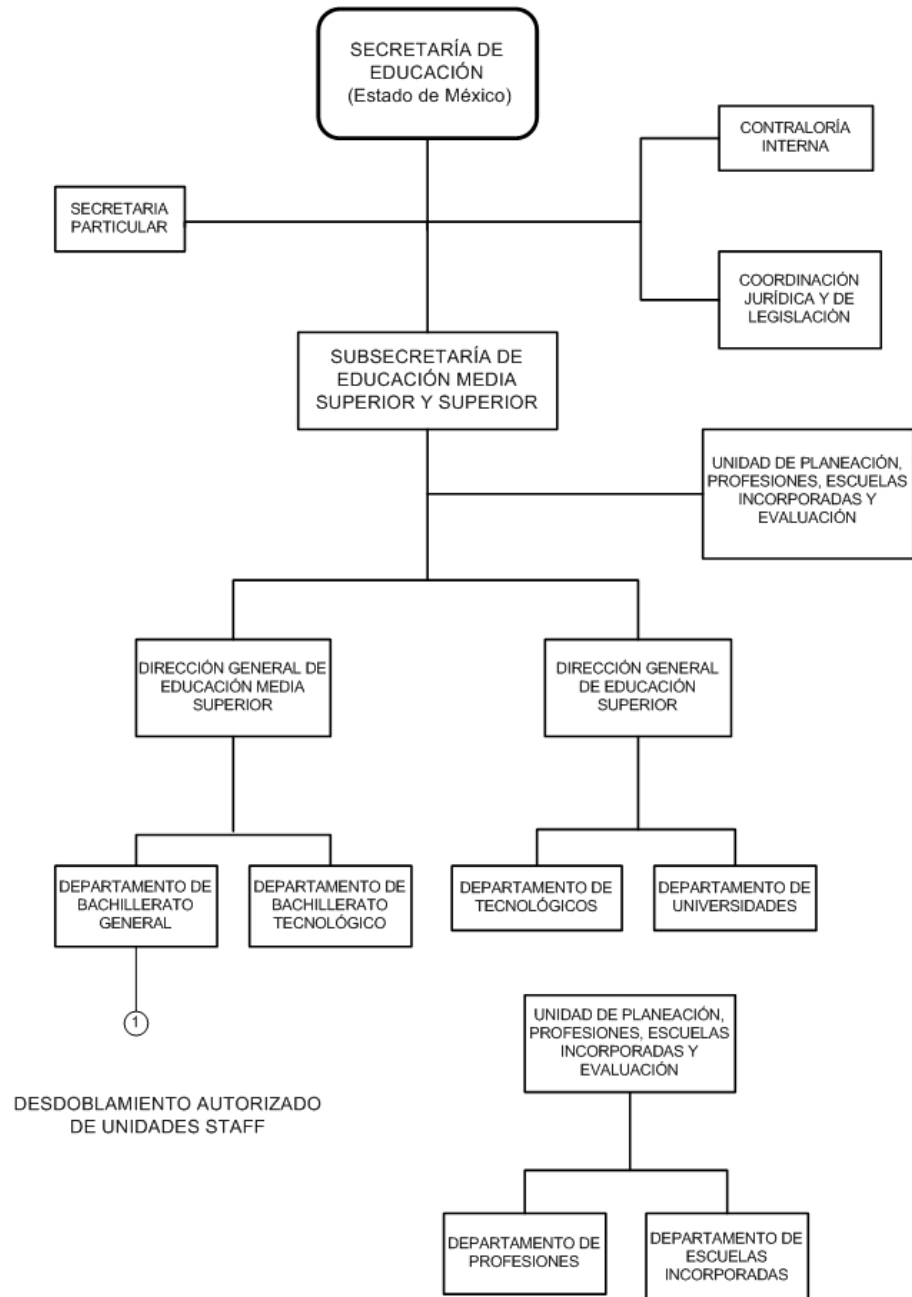 SECRETARÍA DE
EDUCACIÓN
(Estado de México)
CONTRALORÍA
INTERNA
SECRETARIA
PARTICULAR
COORDINACIÓN
JURÍDICA Y DE
LEGISLACIÓN
SUBSECRETARÍA DE
EDUCACIÓN MEDIA
SUPERIOR Y SUPERIOR
UNIDAD DE PLANEACIÓN,
PROFESIONES, ESCUELAS
INCORPORADAS Y
EVALUACIÓN
DIRECCIÓN GENERAL DE
EDUCACIÓN MEDIA
SUPERIOR
DIRECCIÓN GENERAL
DE EDUCACIÓN
SUPERIOR
DEPARTAMENTO DE
BACHILLERATO
GENERAL
DEPARTAMENTO DE
BACHILLERATO
TECNOLÓGICO
DEPARTAMENTO DE
TECNOLÓGICOS
DEPARTAMENTO DE
UNIVERSIDADES
1
UNIDAD DE PLANEACIÓN,
PROFESIONES, ESCUELAS
INCORPORADAS Y
EVALUACIÓN
DESDOBLAMIENTO AUTORIZADO
DE UNIDADES STAFF
DEPARTAMENTO DE
PROFESIONES
DEPARTAMENTO DE
ESCUELAS
INCORPORADAS